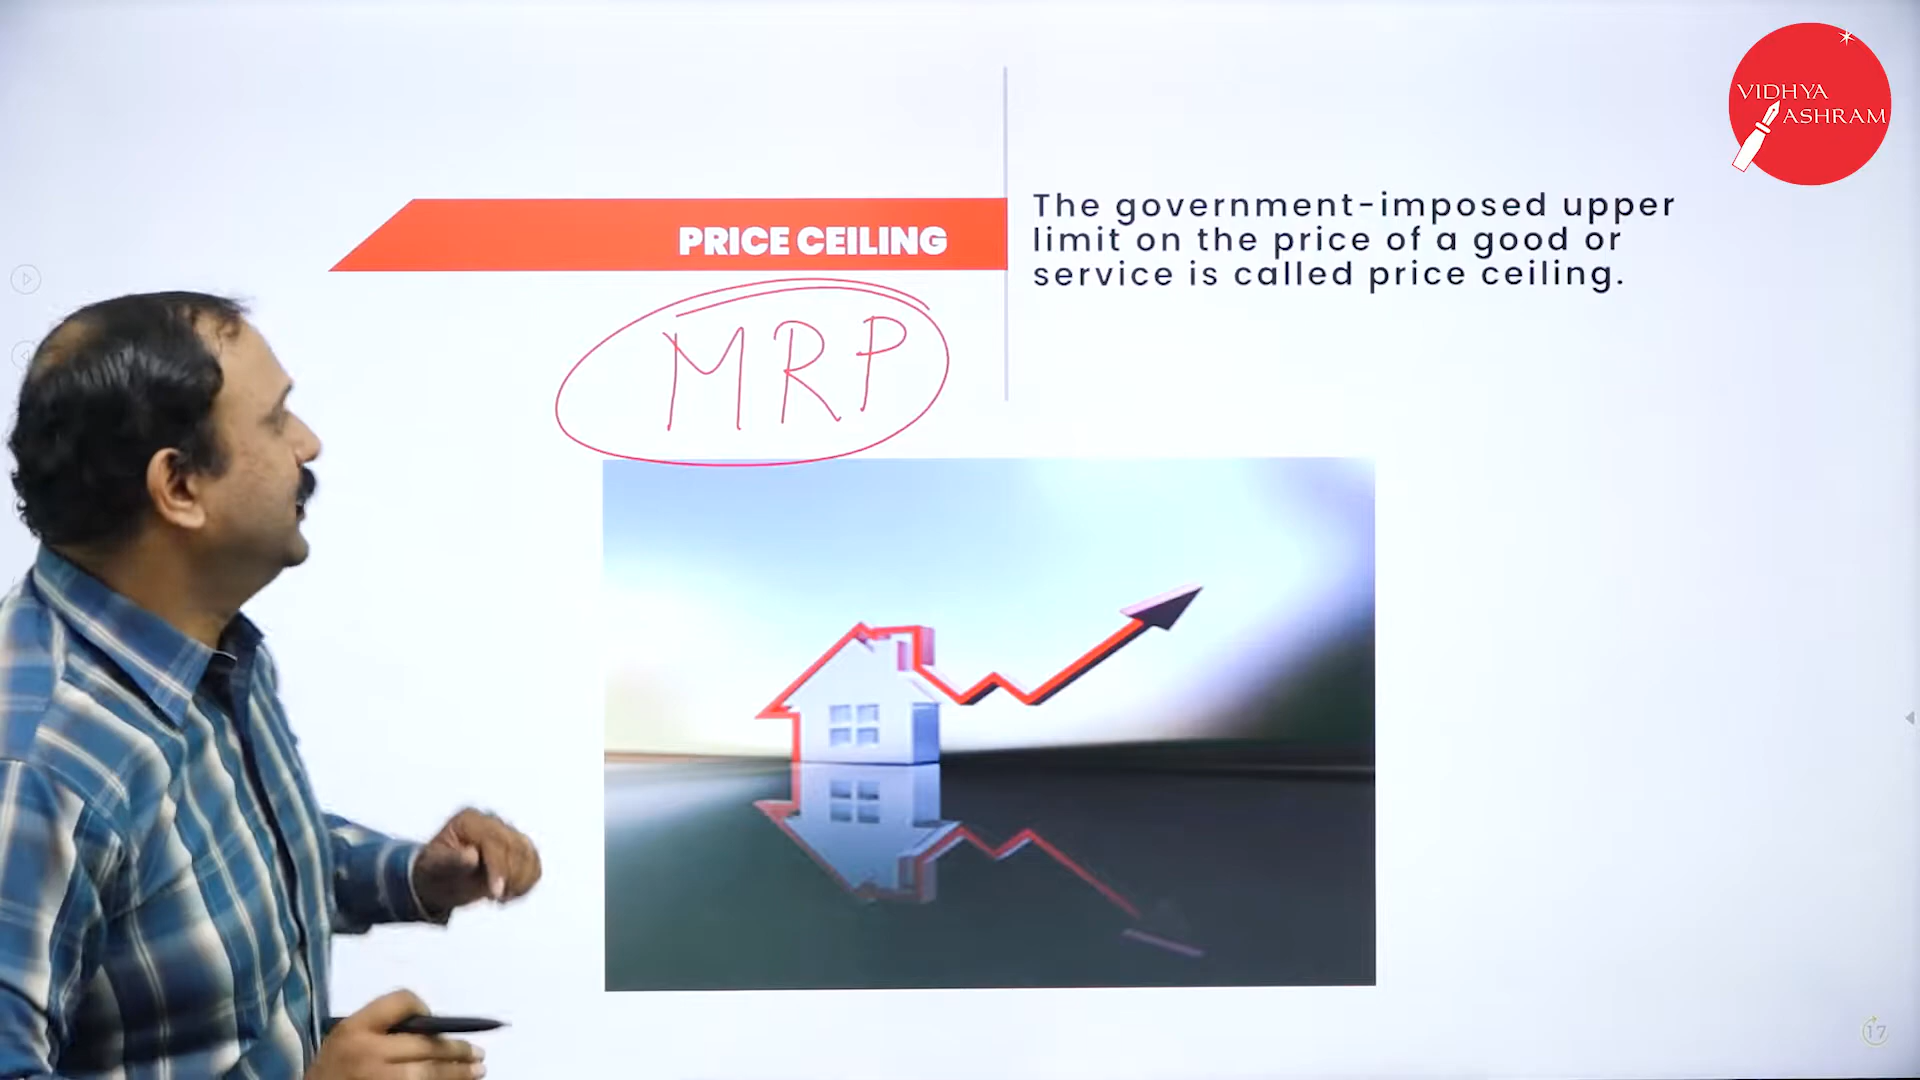 VIDHYA
ASHRAM
PRICE CEILING
The government-imposed upper
limit on the price of a good or
service is called price ceiling.
MRP
17